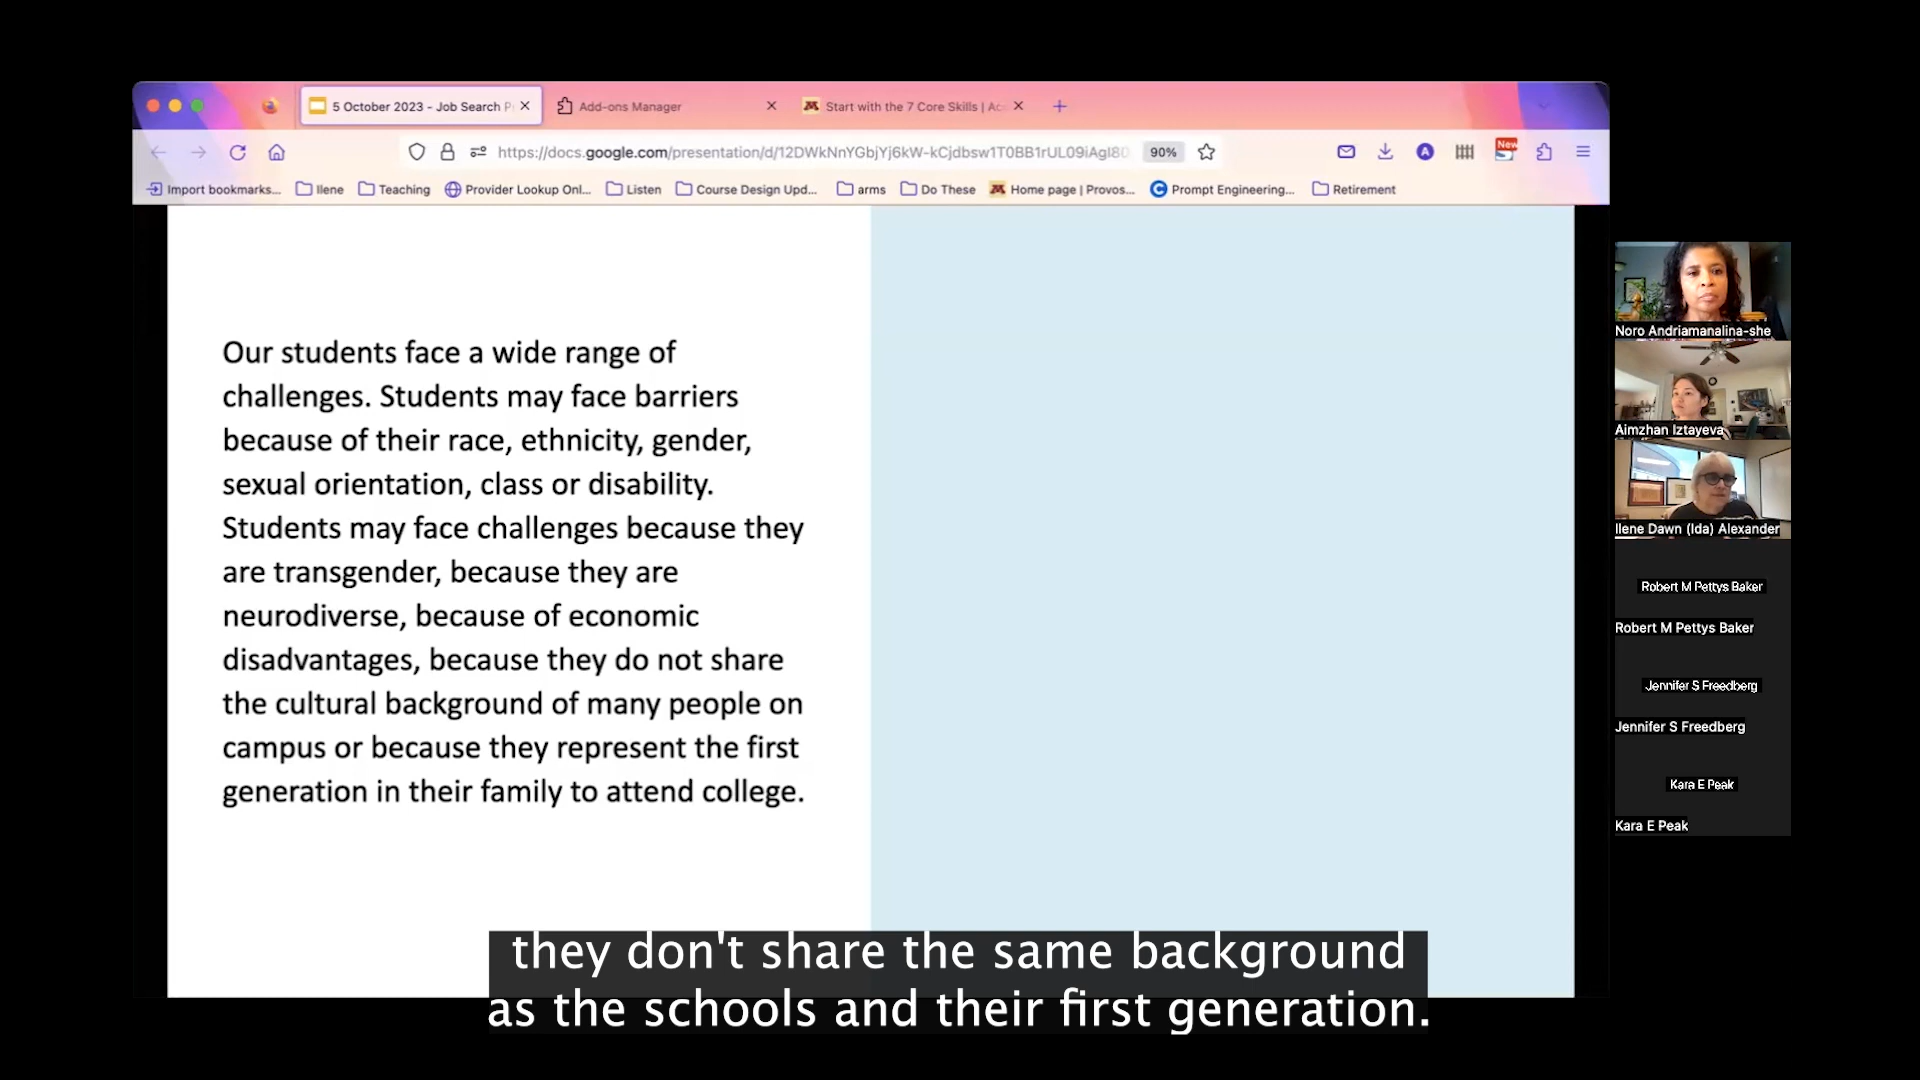 5 October 2023 - Job Search P
Add-ons Manager
Start with the 7 Core Skills | Ac
https://docs.google.com/presentation/d/12DWkNnYGbjYj6kW-kCjdbsw1T0BB1rUL09iAgI80
90%
A
New
Import bookmarks...
Ilene
Teaching
Provider Lookup Onl...
Listen
Course Design Upd...
arms
Do These
Home page | Provos...
Prompt Engineering...
Retirement
Our students face a wide range of
challenges. Students may face barriers
because of their race, ethnicity, gender,
sexual orientation, class or disability.
Students may face challenges because they
are transgender, because they are
neurodiverse, because of economic
disadvantages, because they do not share
the cultural background of many people on
campus or because they represent the first
generation in their family to attend college.
Noro Andriamanalina-she
Aimzhan Iztayeva
Ilene Dawn (Ida) Alexander
Robert M Pettys Baker
Robert M Pettys Baker
Jennifer S Freedberg
Jennifer S Freedberg
Kara E Peak
Kara E Peak
they don't share the same background
as the schools and their first generation.